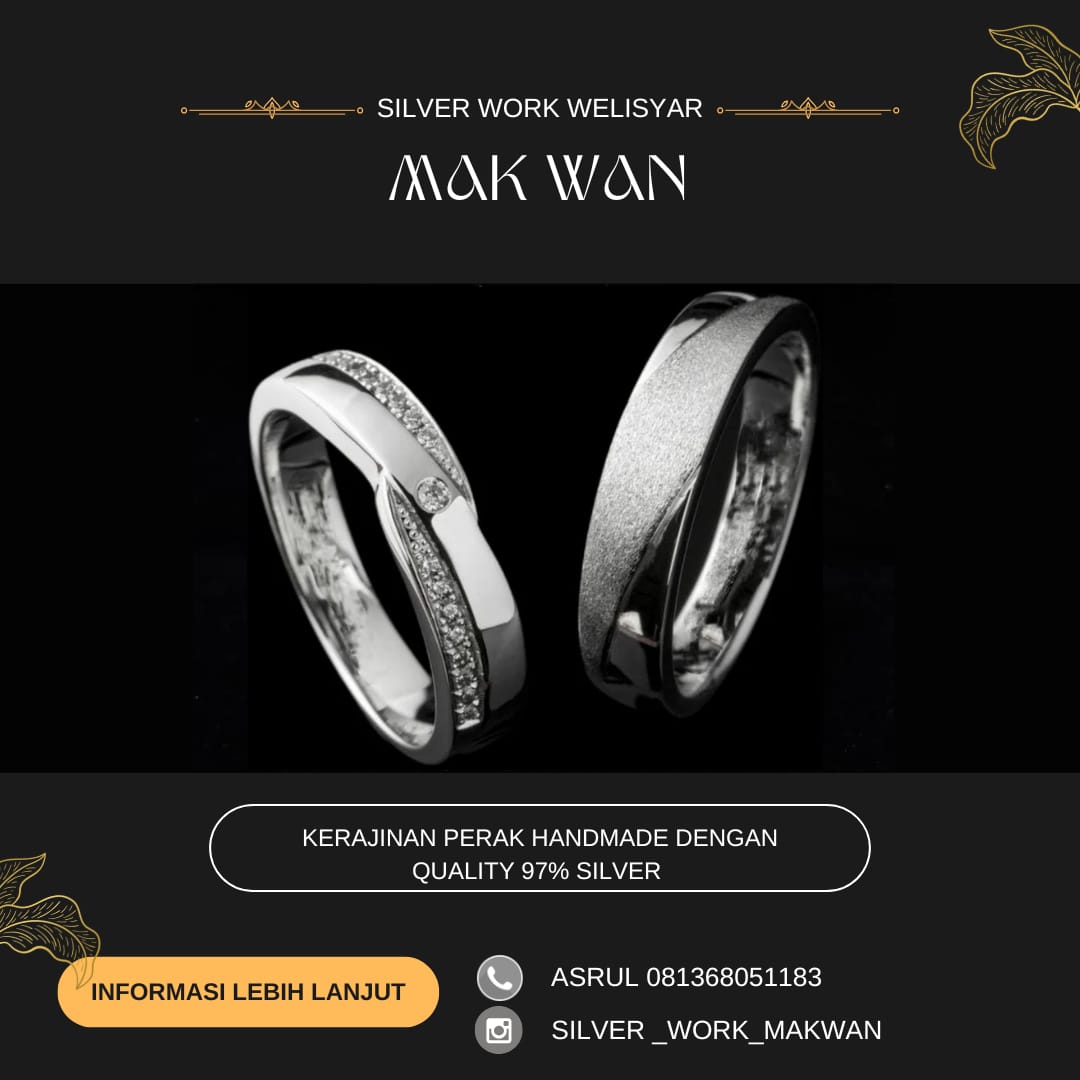 SILVER WORK WELISYAR
MAK WAN
KERAJINAN PERAK HANDMADE DENGAN
QUALITY 97% SILVER
INFORMASI LEBIH LANJUT
ASRUL 081368051183
SILVER _WORK_MAKWAN